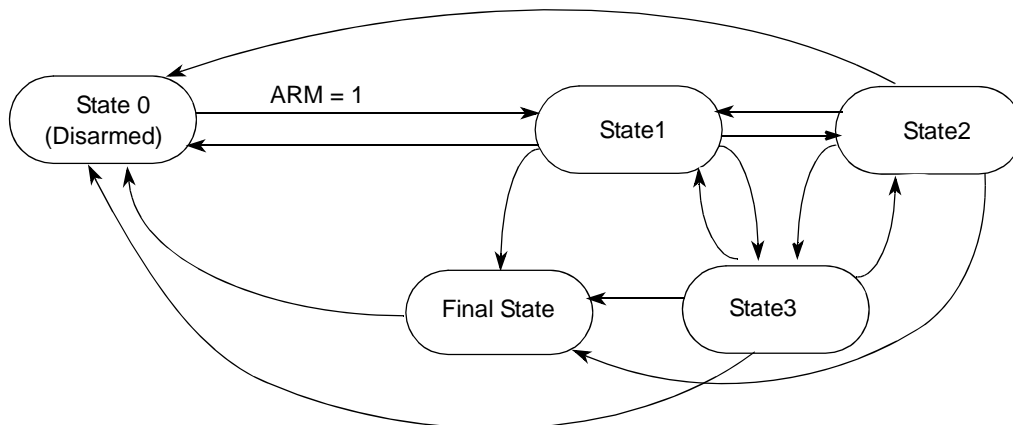 State 0
(Disarmed)
ARM = 1
State1
State2
Final State
State3